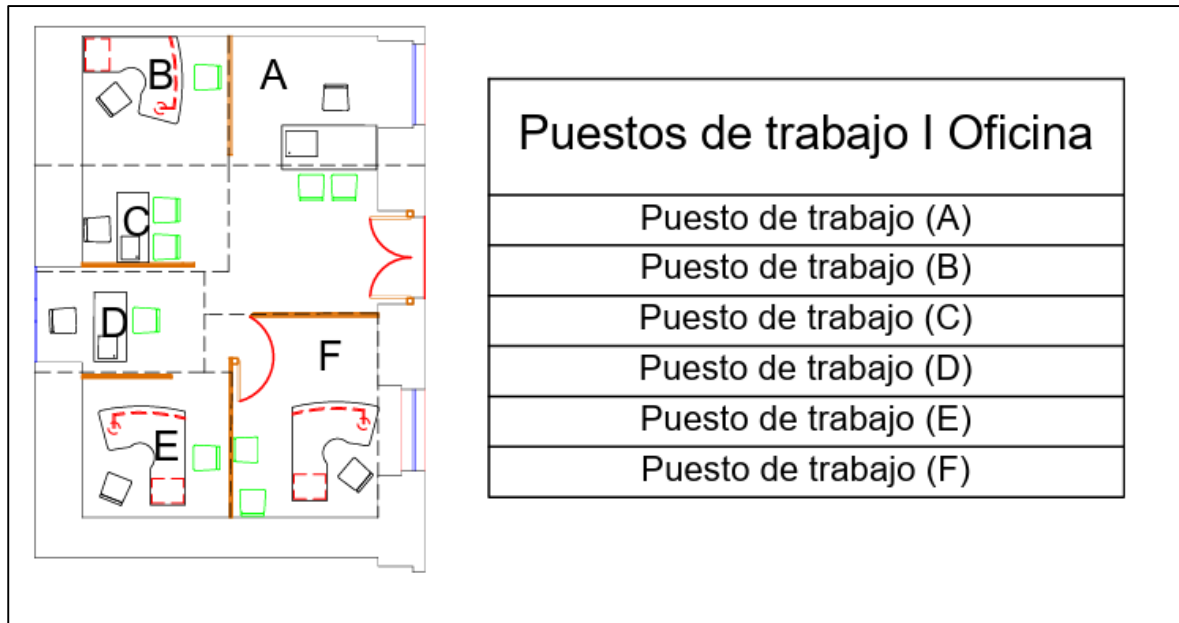 B
A
C
D
F
E
Puestos de trabajo I Oficina
Puesto de trabajo (A)
Puesto de trabajo (B)
Puesto de trabajo (C)
Puesto de trabajo (D)
Puesto de trabajo (E)
Puesto de trabajo (F)